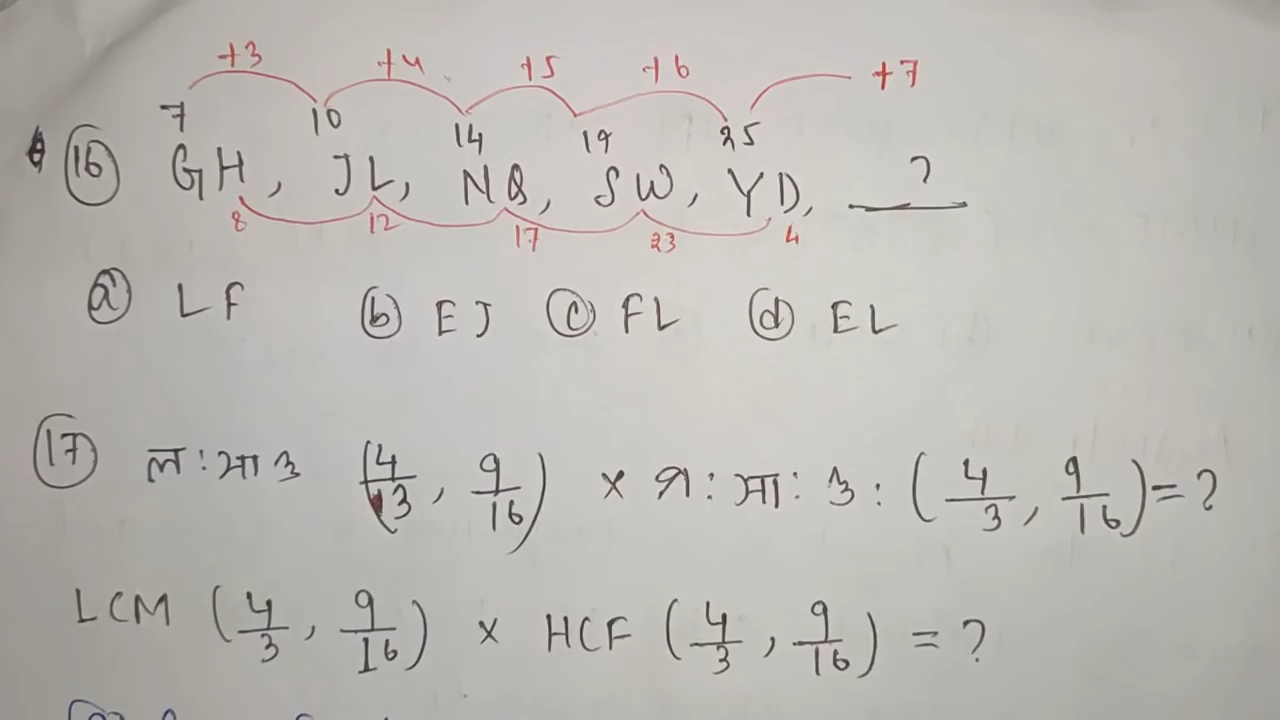 +3 +4 +5 +6 +7
7 10 14 19 25
(16) GH, JL, NQ, SW, YD, ?
8 12 17 23 4
(a) LF (b) EJ (c) FL (d) EL
(17) ल:सा ३ (4/3, 9/16) × श:मा:३: (4/3, 9/16) = ?
LCM (4/3, 9/16) × HCF (4/3, 9/16) = ?